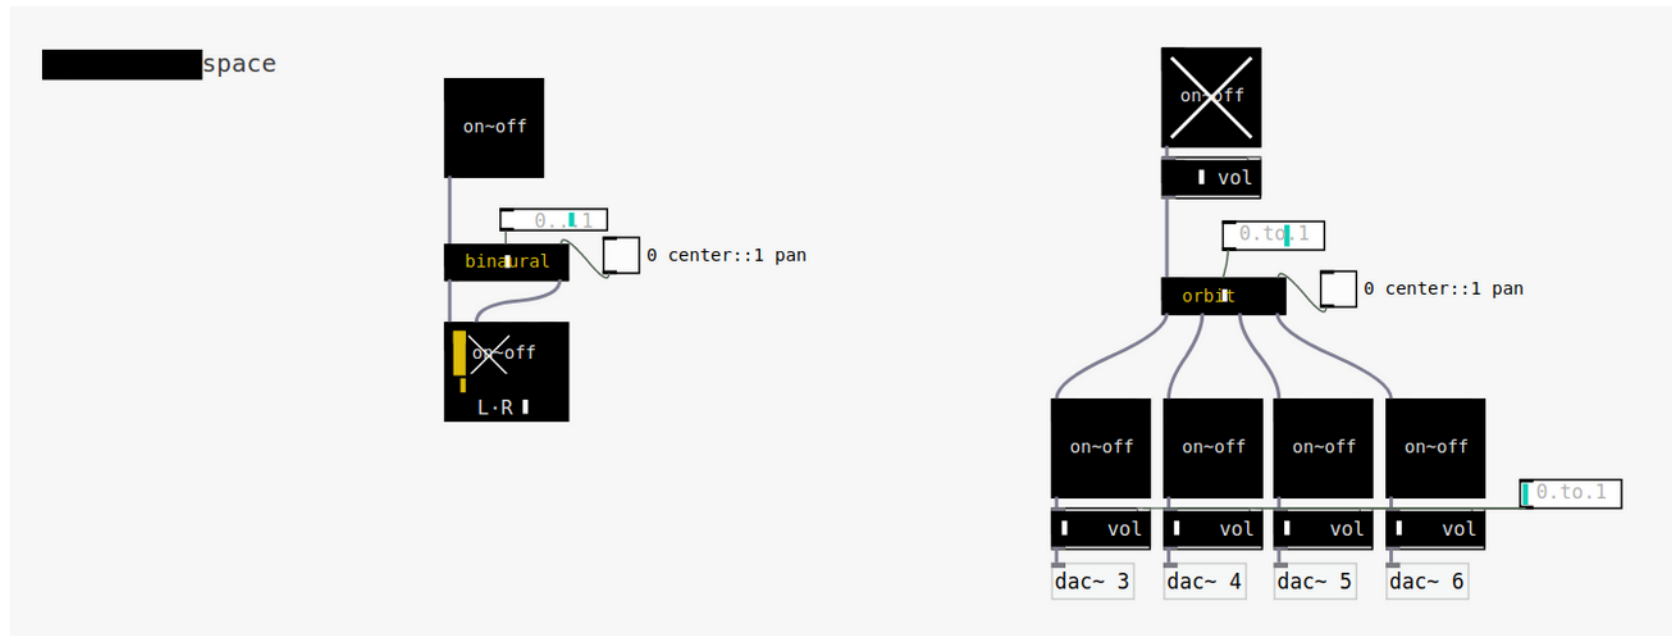 space
on~off
0...1
binaural
0 center::1 pan
on~off
L·R
on~off
vol
0.to.1
orbit
0 center::1 pan
on~off on~off on~off on~off
0.to.1
vol vol vol vol
dac~ 3 dac~ 4 dac~ 5 dac~ 6